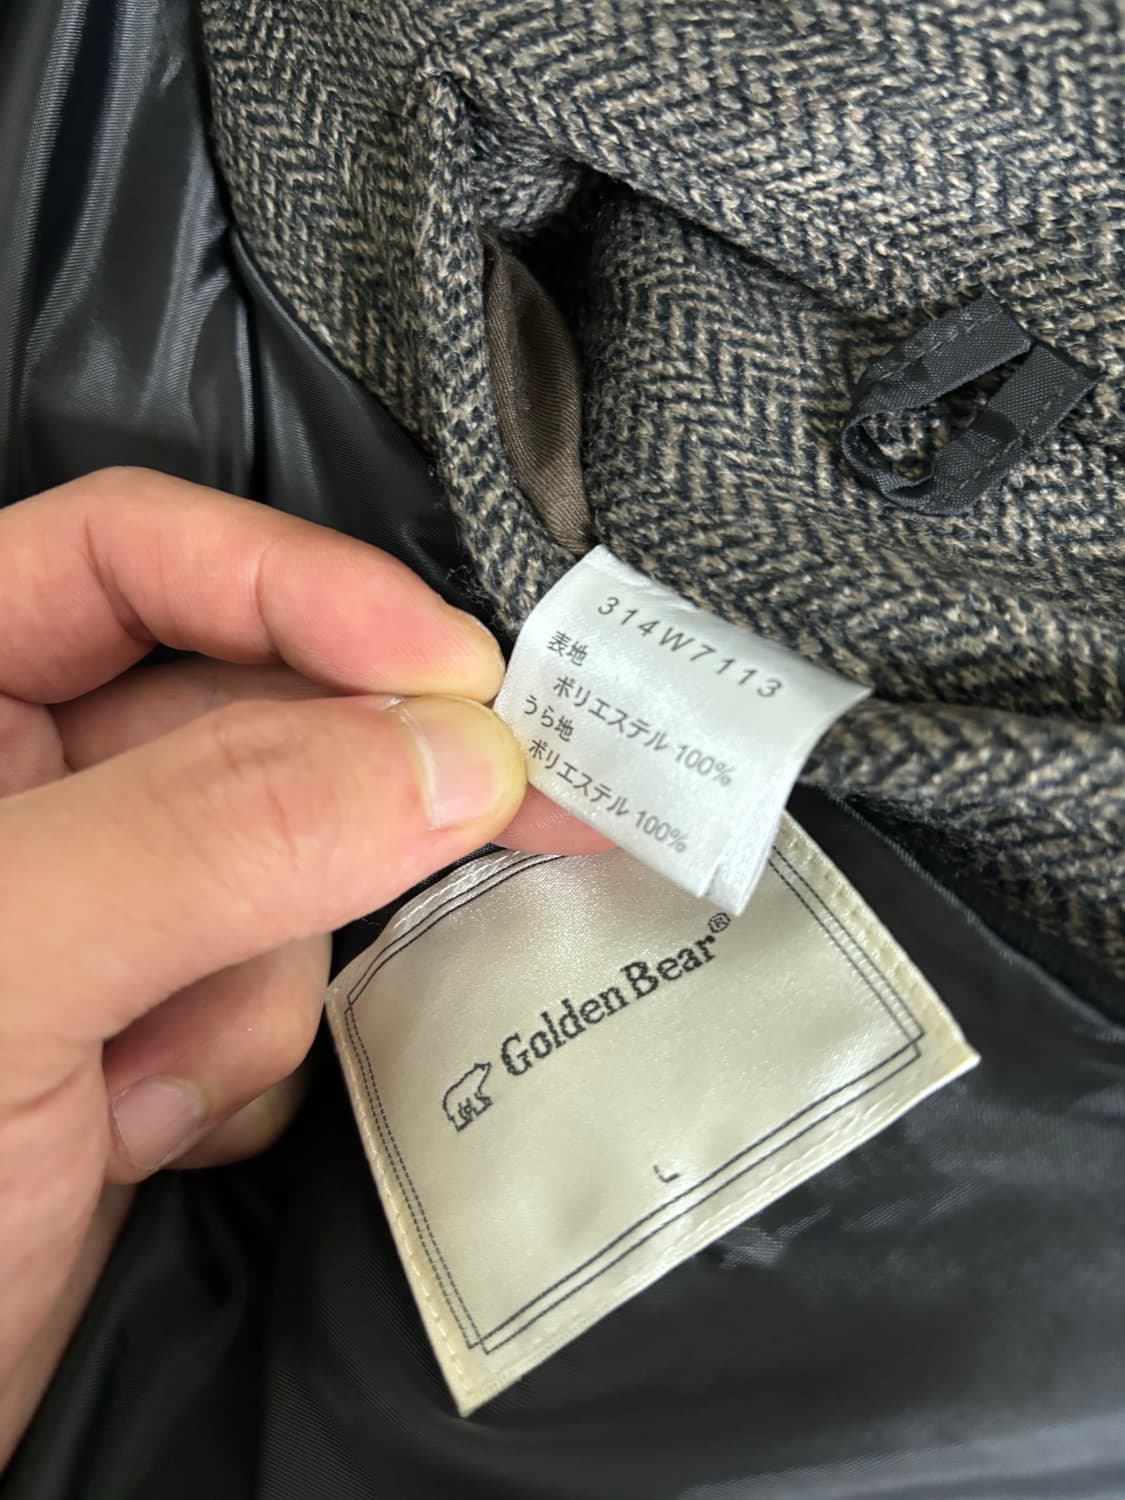 314W7113
表地
ポリエステル 100%
うら地
ポリエステル 100%
Golden Bear®
L